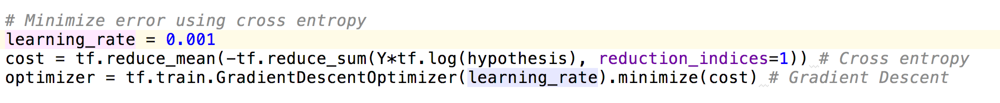 # Minimize error using cross entropy
learning_rate = 0.001
cost = tf.reduce_mean(-tf.reduce_sum(Y*tf.log(hypothesis), reduction_indices=1)) # Cross entropy
optimizer = tf.train.GradientDescentOptimizer(learning_rate).minimize(cost) # Gradient Descent